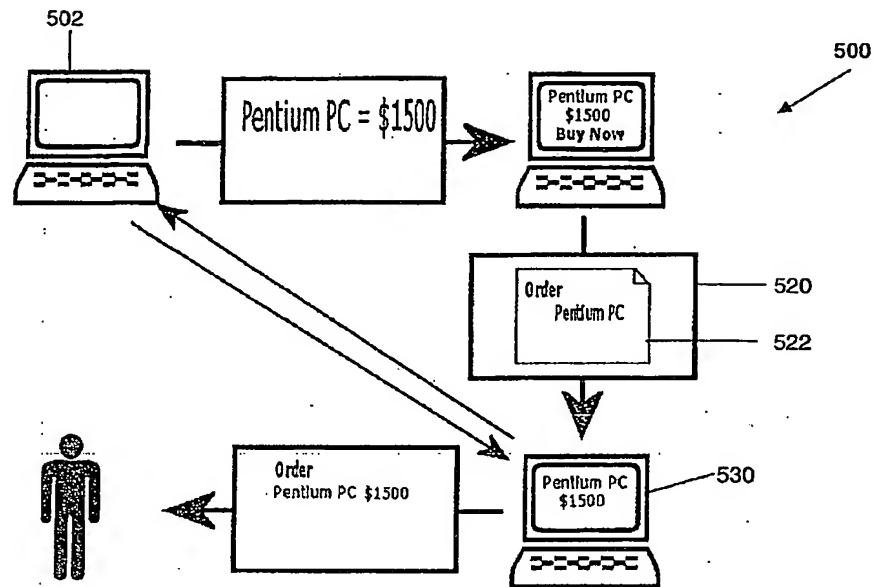 502
500
Pentium PC = $1500
Pentium PC
$1500
Buy Now
Order
Pentium PC
520
522
Order
Pentium PC $1500
Pentium PC
$1500
530